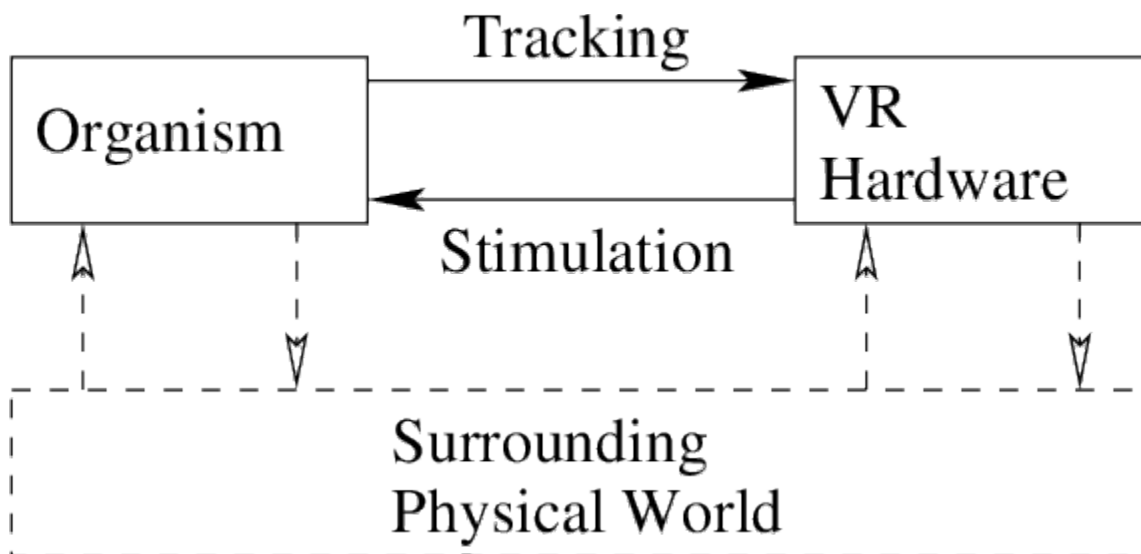 Tracking
Organism
VR
Hardware
Stimulation
Surrounding
Physical World